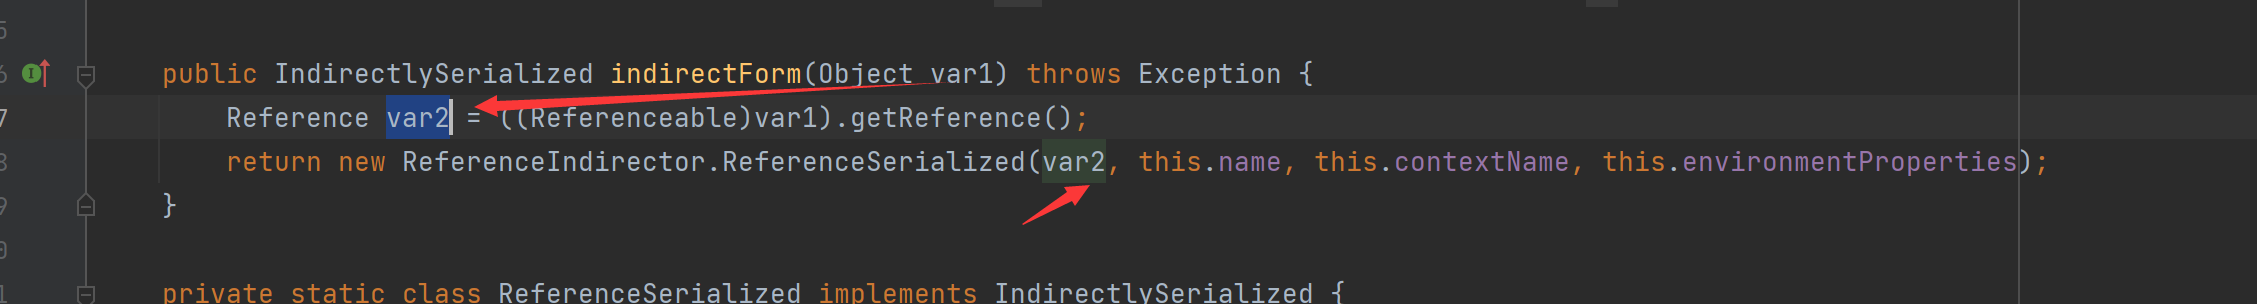 5
6 public IndirectlySerialized indirectForm(Object var1) throws Exception {
7 Reference var2 = ((Referenceable)var1).getReference();
8 return new ReferenceIndirector.ReferenceSerialized(var2, this.name, this.contextName, this.environmentProperties);
9 }
0
1 private static class ReferenceSerialized implements IndirectlySerialized {